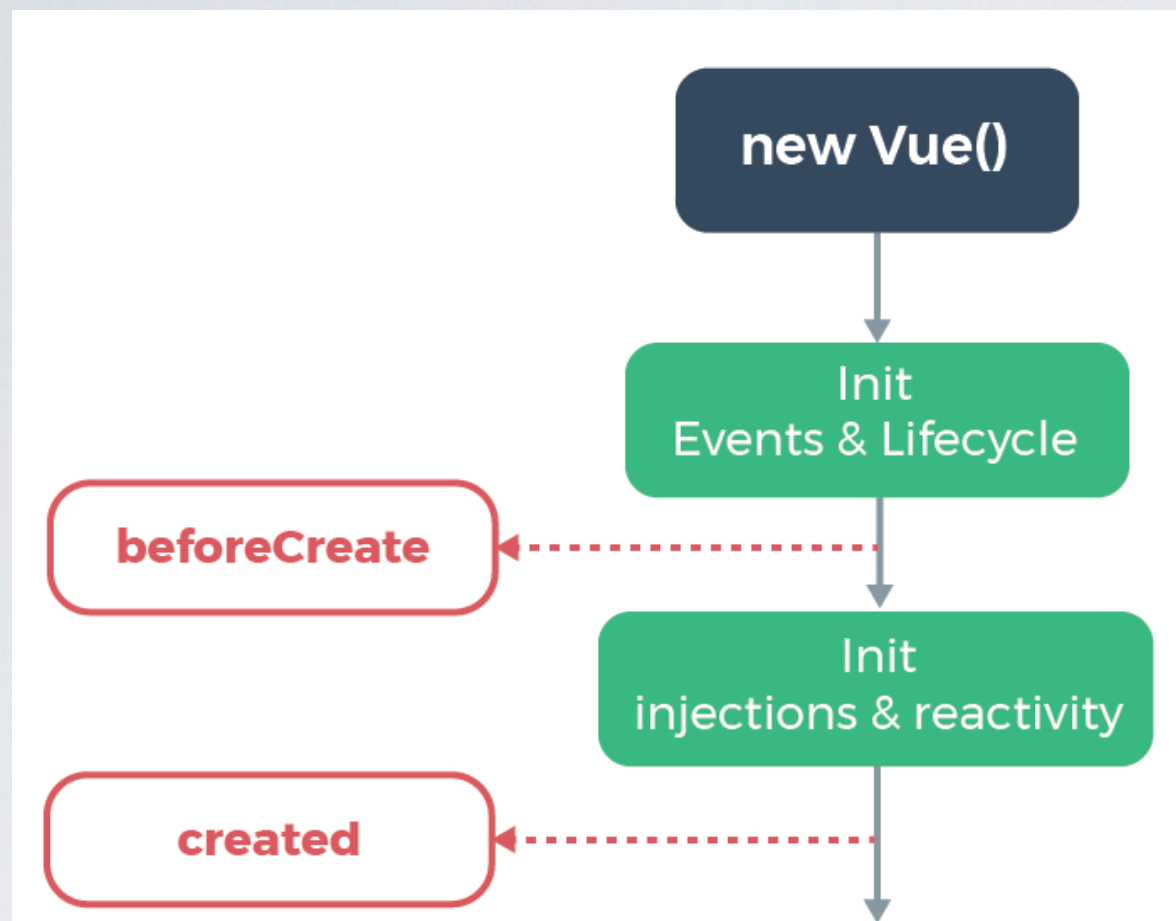 new Vue()
Init
Events & Lifecycle
beforeCreate
Init
injections & reactivity
created